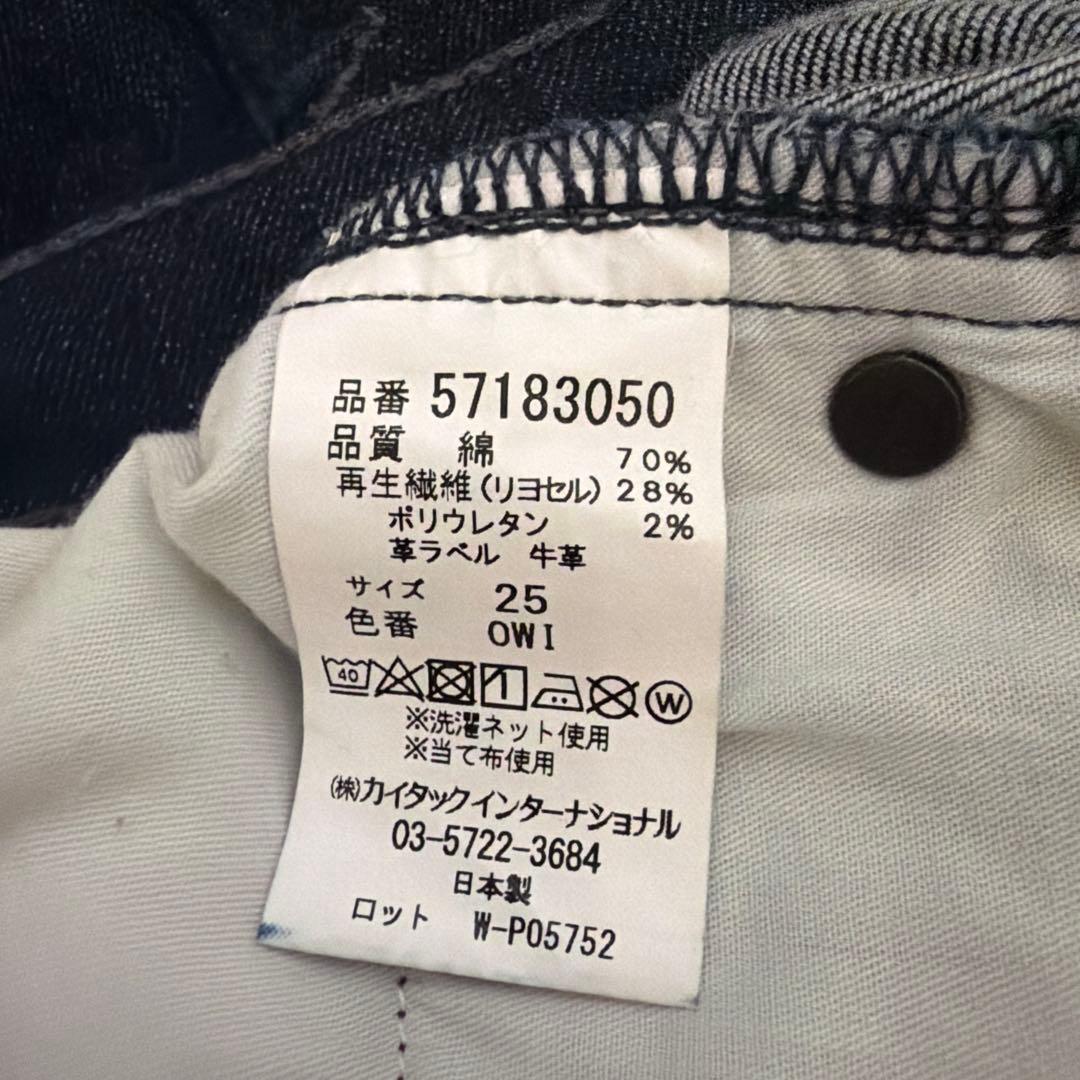 品番 57183050
品質 綿 70%
再生繊維(リヨセル) 28%
ポリウレタン 2%
革ラベル 牛革
サイズ 25
色番 OWI
40 1 W
※洗濯ネット使用
※当て布使用
(株)カイタックインターナショナル
03-5722-3684
日本製
ロット W-P05752